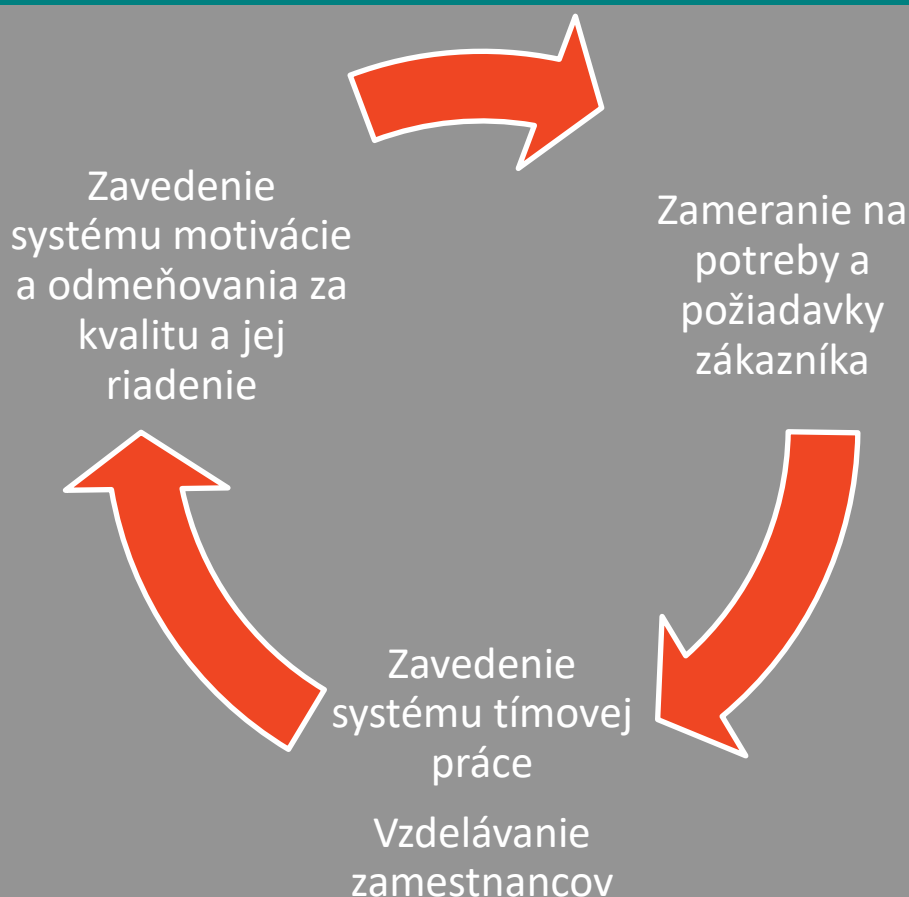 Zavedenie
systému motivácie
a odmeňovania za
kvalitu a jej
riadenie
Zameranie na
potreby a
požiadavky
zákazníka
Zavedenie
systému tímovej
práce
Vzdelávanie
zamestnancov